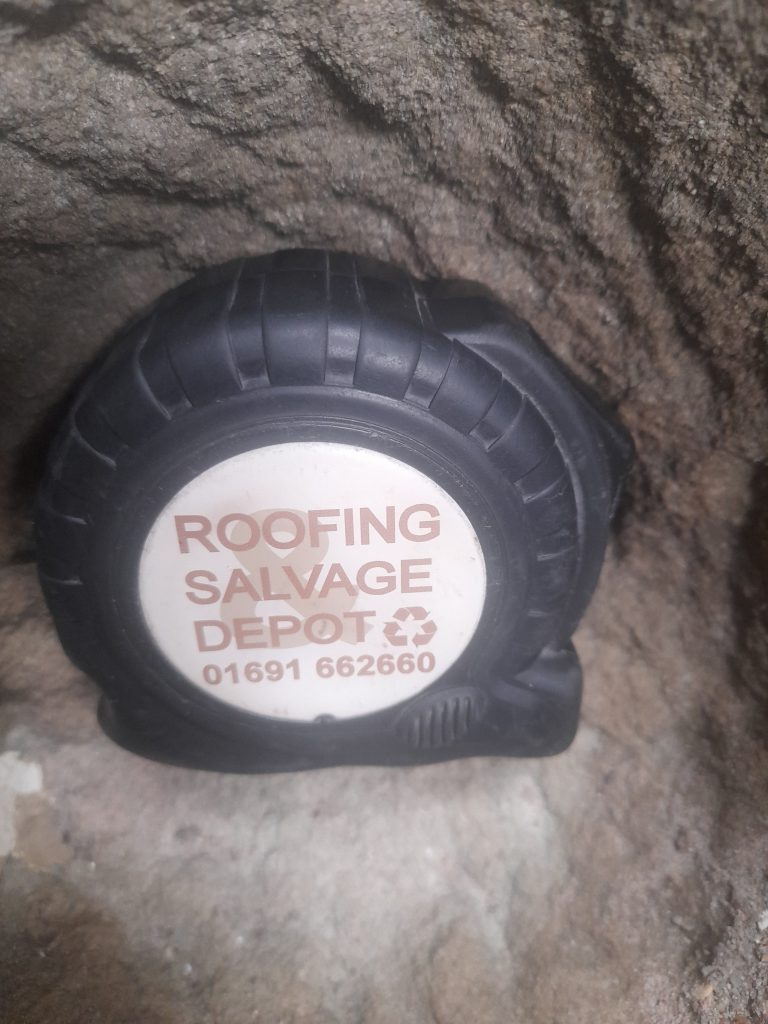 &
ROOFING
SALVAGE
DEPOT
01691 662660